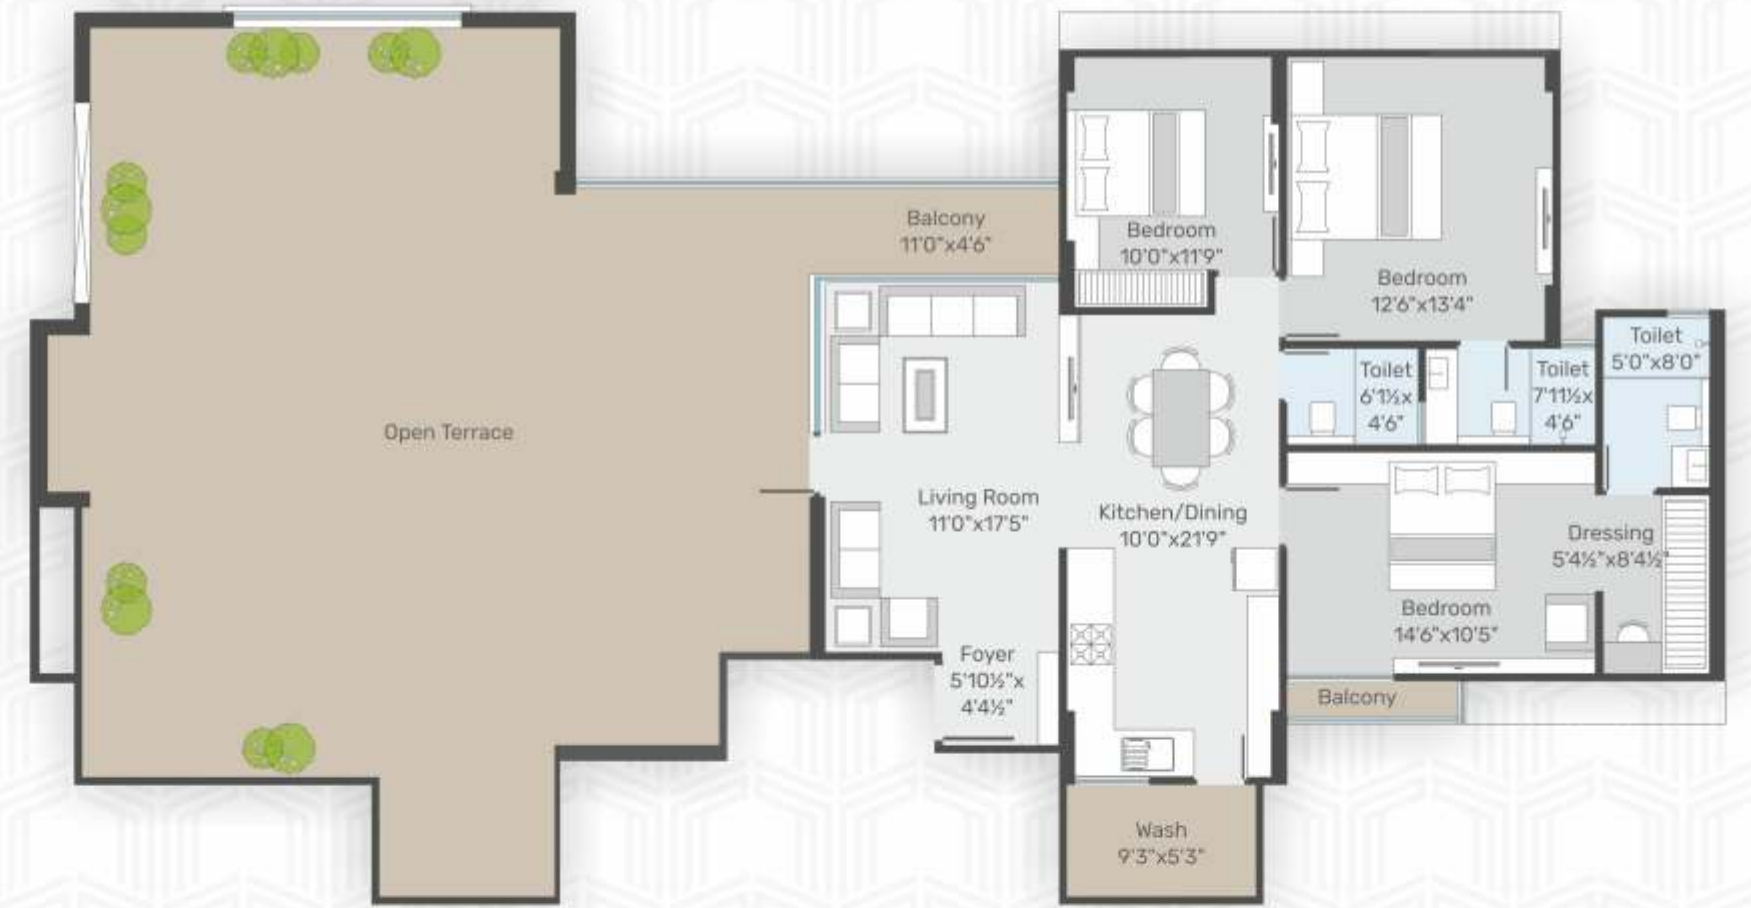 Balcony
11'0"x4'6"
Bedroom
10'0"x11'9"
Bedroom
12'6"x13'4"
Toilet
5'0"x8'0"
Toilet
6'1½x
4'6"
Toilet
7'11½x
4'6"
Open Terrace
Living Room
11'0"x17'5"
Kitchen/Dining
10'0"x21'9"
Dressing
5'4½"x8'4½"
Bedroom
14'6"x10'5"
Foyer
5'10½"x
4'4½"
Balcony
Wash
9'3"x5'3"